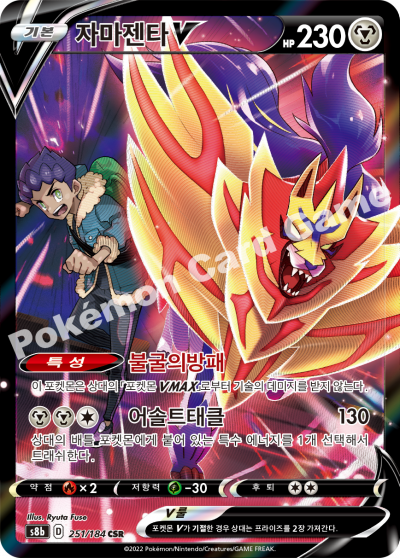 기본 자마젠타V HP 230
Pokémon Card Game
특성 불굴의방패
이 포켓몬은 상대의 「포켓몬 VMAX」로부터 기술의 데미지를 받지 않는다.
어솔트태클 130
상대의 배틀 포켓몬에게 붙어 있는 특수 에너지를 1개 선택해서
트래쉬한다.
약점 ×2 저항력 -30 후퇴
Illus. Ryuta Fuse
V룰
s8b D 251/184 CSR
포켓몬 V가 기절한 경우 상대는 프라이즈를 2장 가져간다.
©2022 Pokémon/Nintendo/Creatures/GAME FREAK.